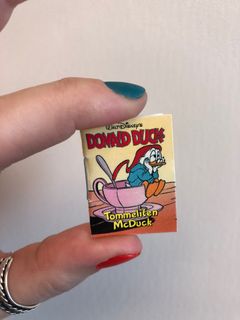 WALT DISNEY'S
DONALD DUCK
Tommeliten
McDuck